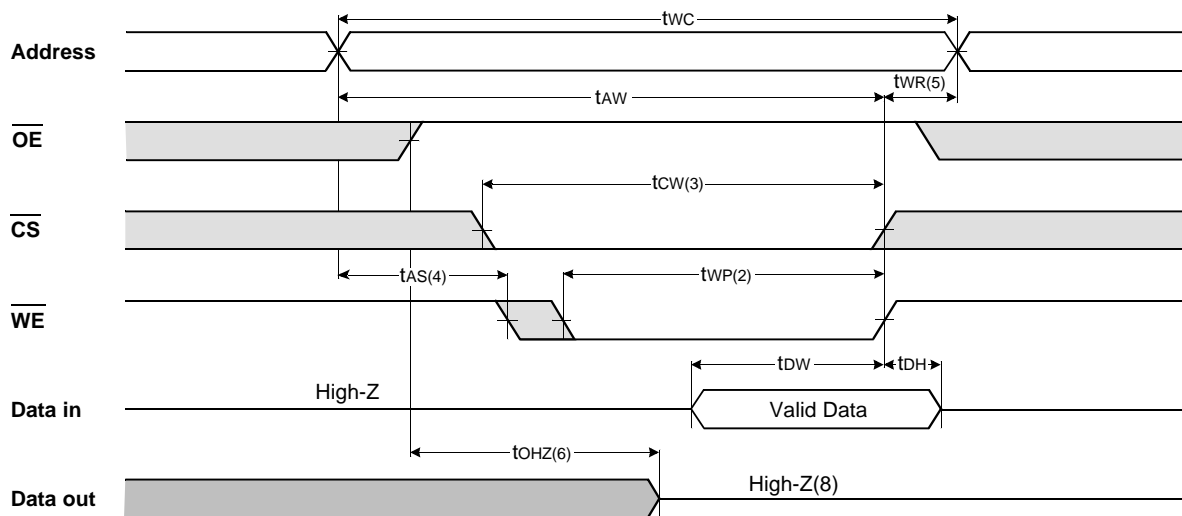 tWC
Address
tAW
tWR(5)
OE
tCW(3)
CS
tAS(4)
tWP(2)
WE
tDW
tDH
High-Z
Data in
Valid Data
tOHZ(6)
High-Z(8)
Data out